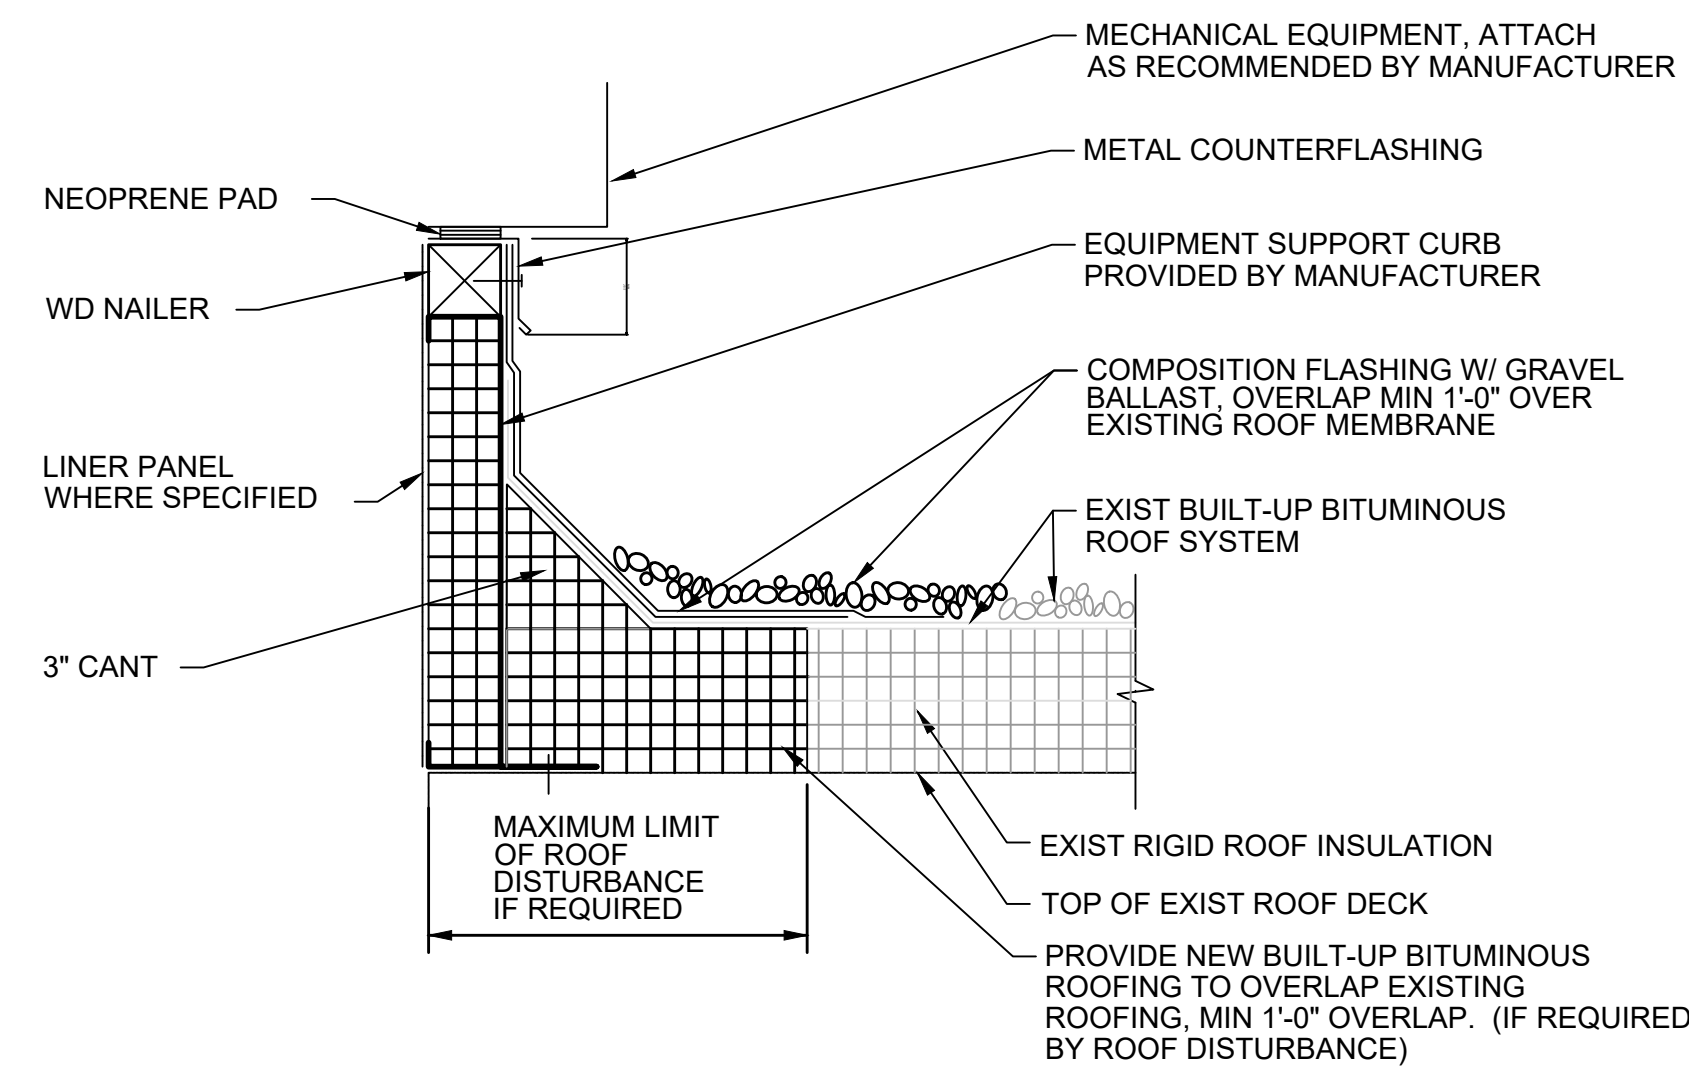 MECHANICAL EQUIPMENT, ATTACH
AS RECOMMENDED BY MANUFACTURER
METAL COUNTERFLASHING
NEOPRENE PAD
EQUIPMENT SUPPORT CURB
PROVIDED BY MANUFACTURER
WD NAILER
COMPOSITION FLASHING W/ GRAVEL
BALLAST, OVERLAP MIN 1'-0" OVER
EXISTING ROOF MEMBRANE
LINER PANEL
WHERE SPECIFIED
EXIST BUILT-UP BITUMINOUS
ROOF SYSTEM
3" CANT
MAXIMUM LIMIT
OF ROOF
DISTURBANCE
IF REQUIRED
EXIST RIGID ROOF INSULATION
TOP OF EXIST ROOF DECK
PROVIDE NEW BUILT-UP BITUMINOUS
ROOFING TO OVERLAP EXISTING
ROOFING, MIN 1'-0" OVERLAP. (IF REQUIRED
BY ROOF DISTURBANCE)